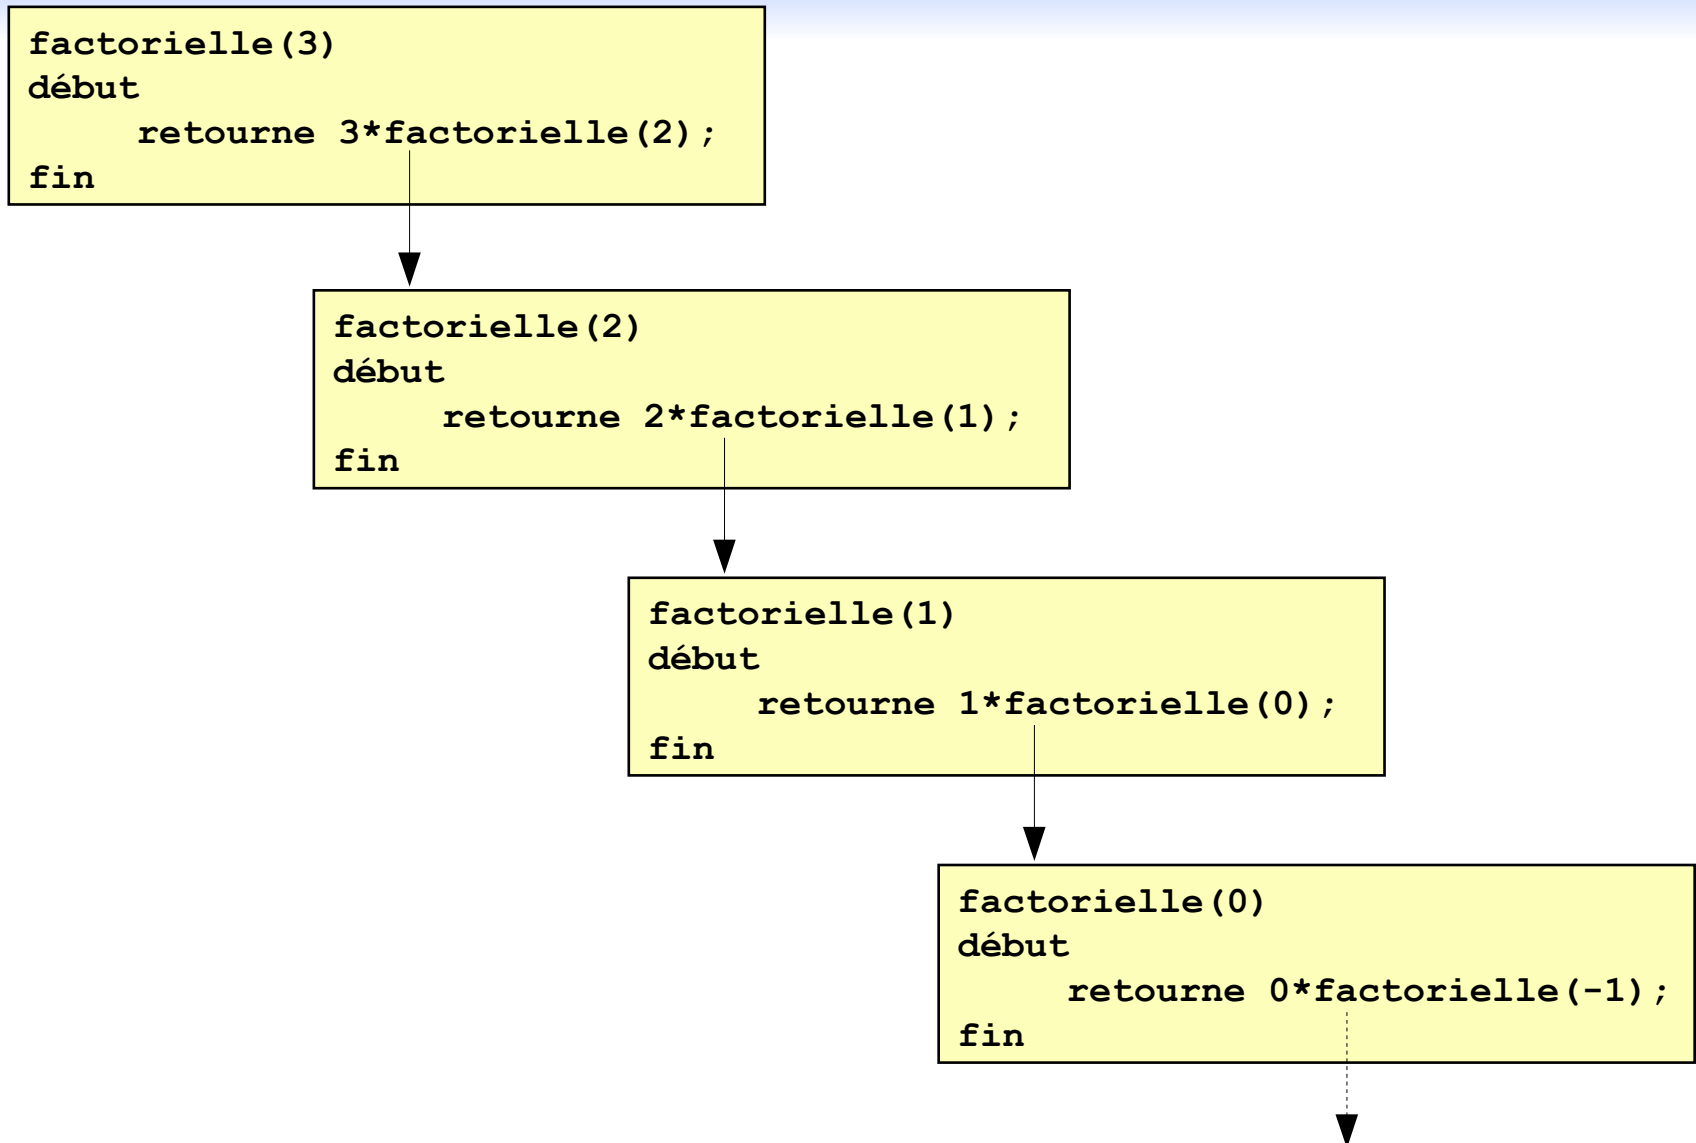 factorielle(3)
début
retourne 3*factorielle(2);
fin
factorielle(2)
début
retourne 2*factorielle(1);
fin
factorielle(1)
début
retourne 1*factorielle(0);
fin
factorielle(0)
début
retourne 0*factorielle(-1);
fin